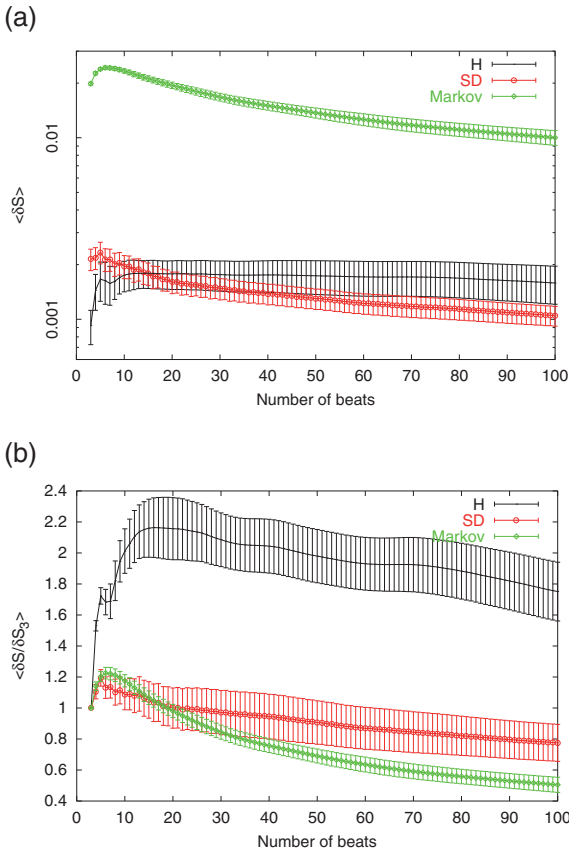 (a)
H
SD
Markov
0.01
0.001
<δS>
0 10 20 30 40 50 60 70 80 90 100
Number of beats
(b)
2.4
2.2
2
1.8
1.6
1.4
1.2
1
0.8
0.6
0.4
H
SD
Markov
<δS/δS₃>
0 10 20 30 40 50 60 70 80 90 100
Number of beats